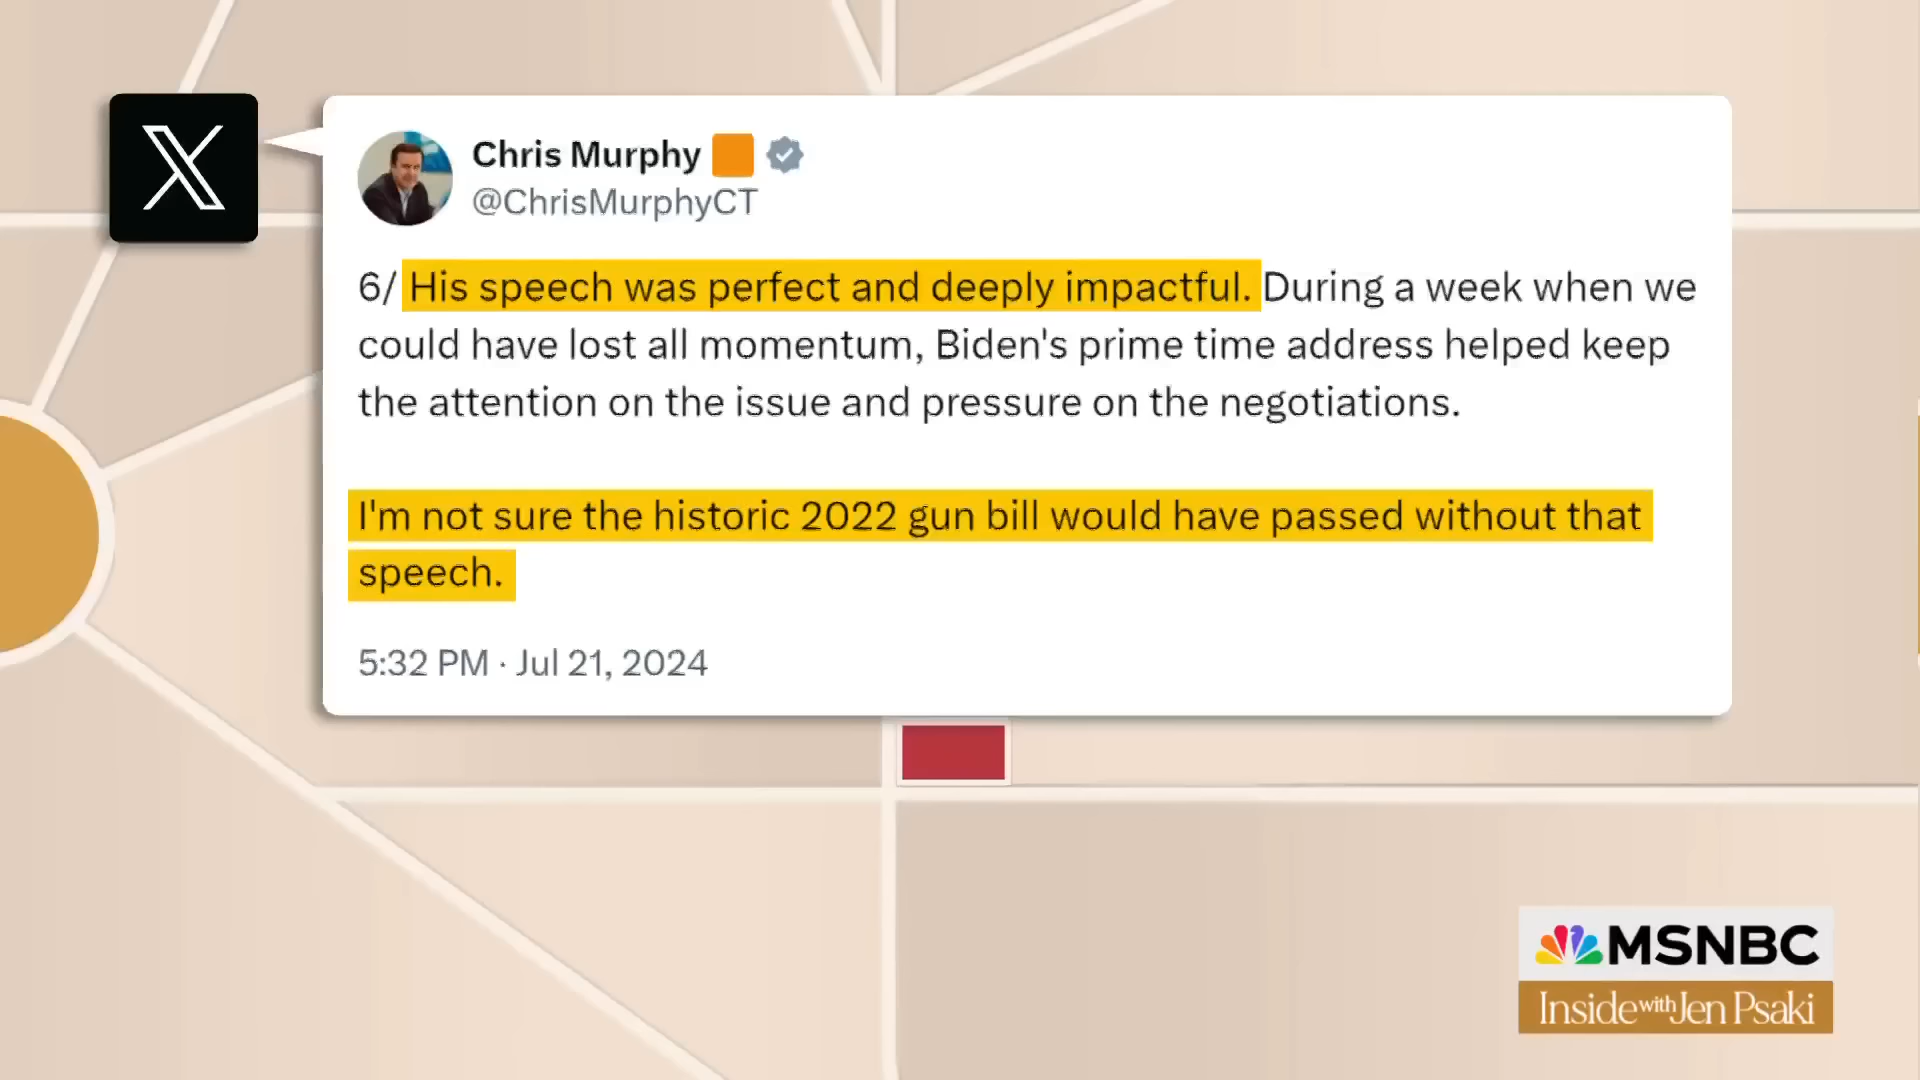 Chris Murphy
@ChrisMurphyCT
6/ His speech was perfect and deeply impactful. During a week when we
could have lost all momentum, Biden's prime time address helped keep
the attention on the issue and pressure on the negotiations.
I'm not sure the historic 2022 gun bill would have passed without that
speech.
5:32 PM · Jul 21, 2024
MSNBC
Inside with Jen Psaki